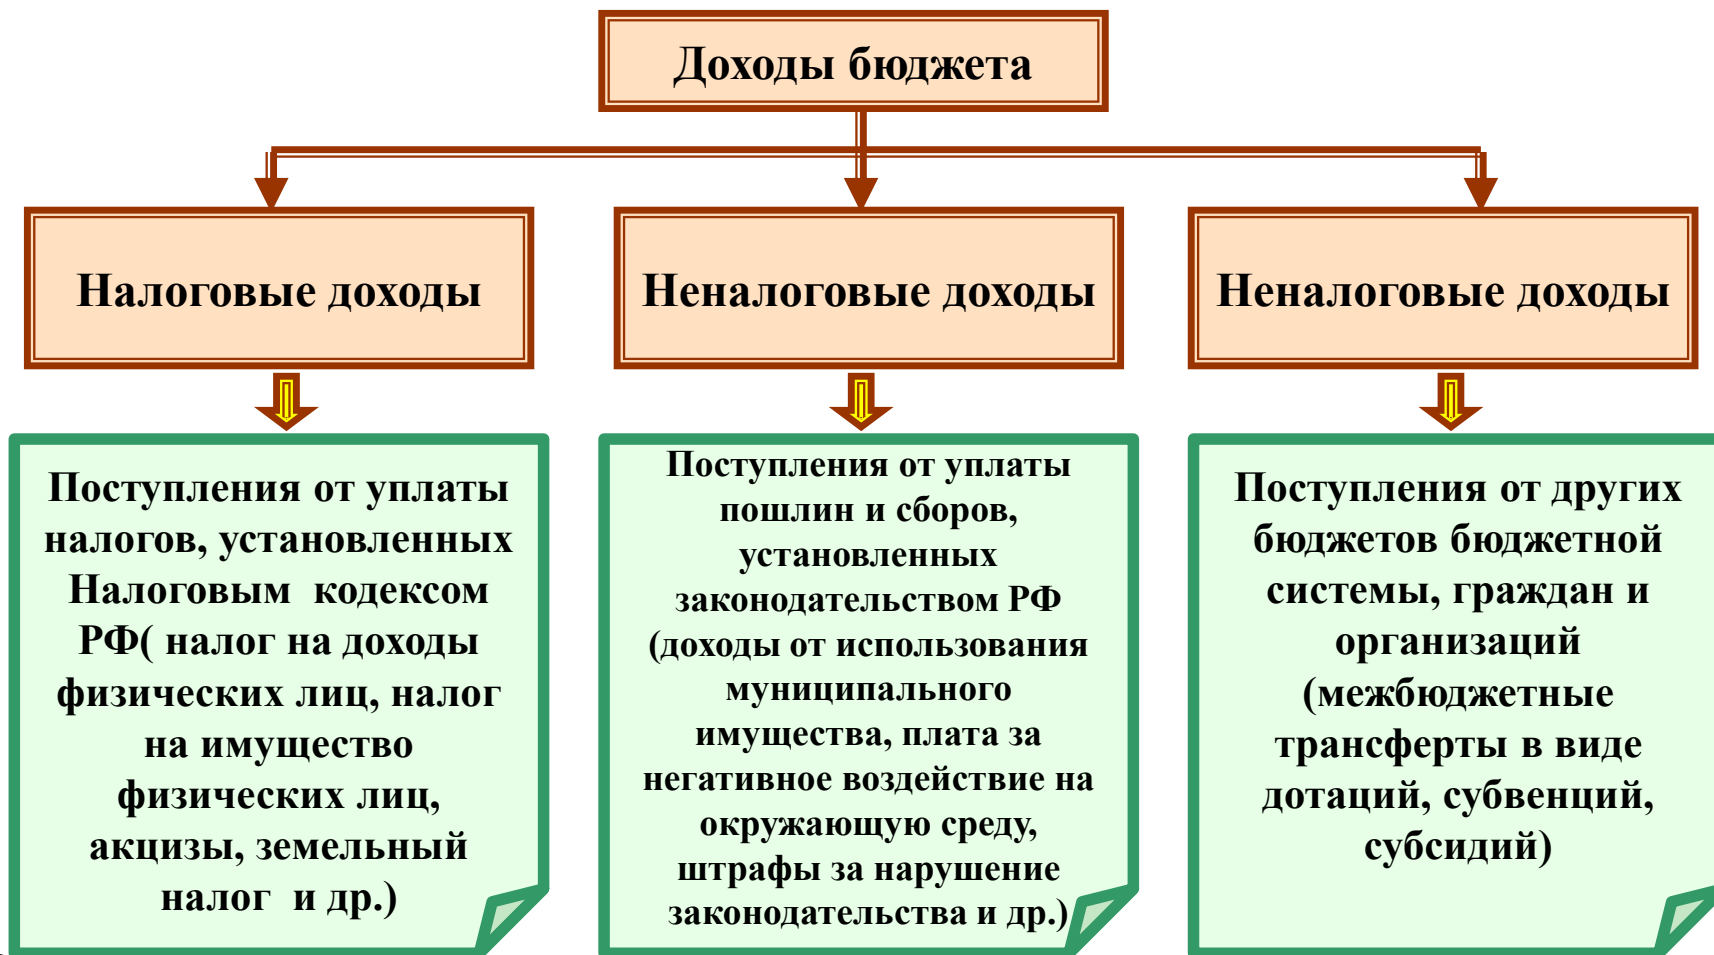 Доходы бюджета
Налоговые доходы
Неналоговые доходы
Неналоговые доходы
Поступления от уплаты
налогов, установленных
Налоговым кодексом
РФ( налог на доходы
физических лиц, налог
на имущество
физических лиц,
акцизы, земельный
налог и др.)
Поступления от уплаты
пошлин и сборов,
установленных
законодательством РФ
(доходы от использования
муниципального
имущества, плата за
негативное воздействие на
окружающую среду,
штрафы за нарушение
законодательства и др.)
Поступления от других
бюджетов бюджетной
системы, граждан и
организаций
(межбюджетные
трансферты в виде
дотаций, субвенций,
субсидий)